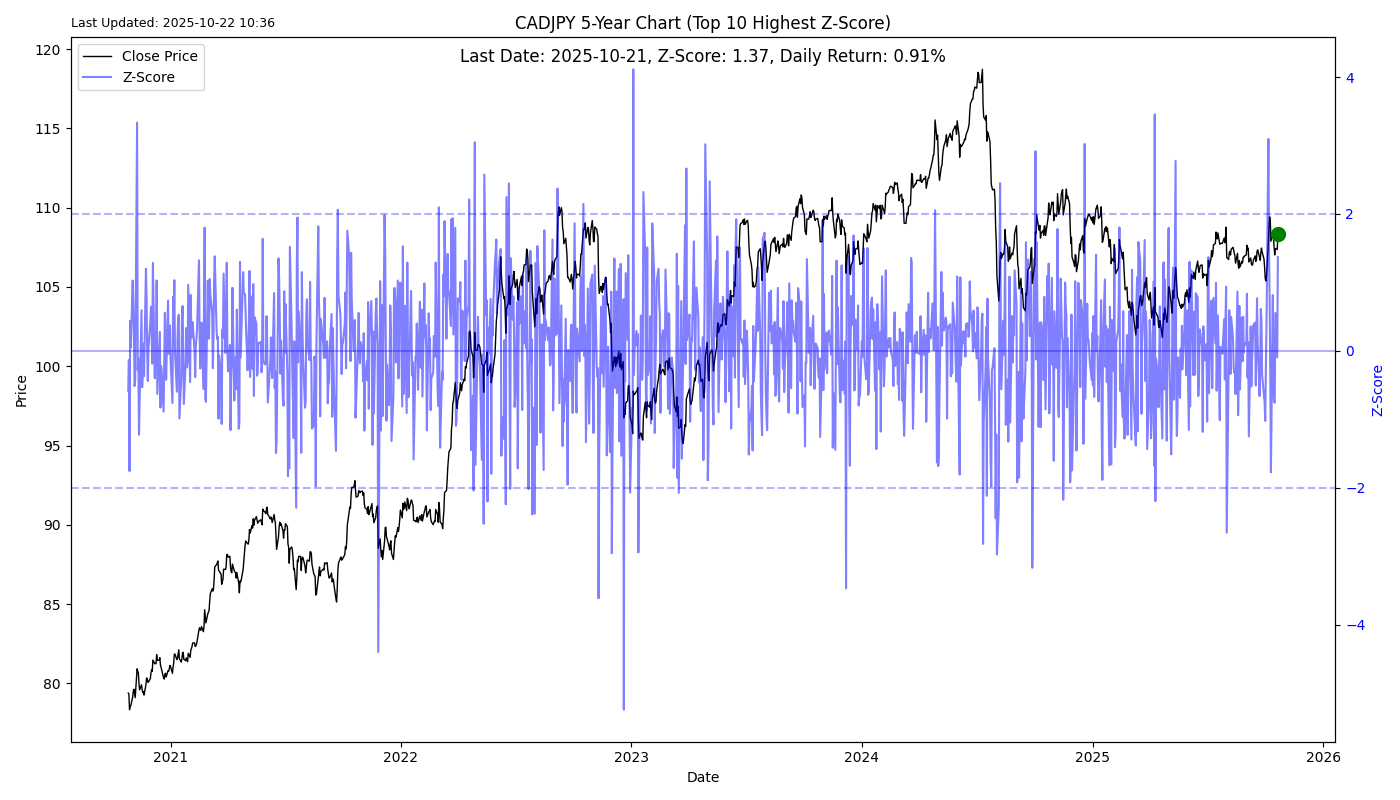 Last Updated: 2025-10-22 10:36
CADJPY 5-Year Chart (Top 10 Highest Z-Score)
Last Date: 2025-10-21, Z-Score: 1.37, Daily Return: 0.91%
Close Price
Z-Score
120
115
110
105
100
95
90
85
80
Price
4
2
0
−2
−4
Z-Score
2021
2022
2023
2024
2025
2026
Date